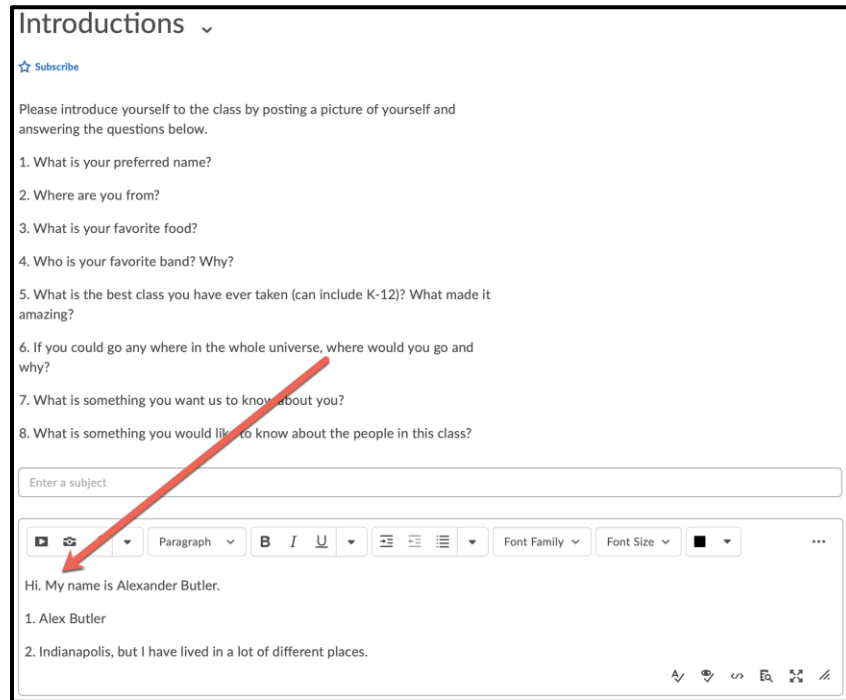 Introductions
Subscribe
Please introduce yourself to the class by posting a picture of yourself and
answering the questions below.
1. What is your preferred name?
2. Where are you from?
3. What is your favorite food?
4. Who is your favorite band? Why?
5. What is the best class you have ever taken (can include K-12)? What made it
amazing?
6. If you could go any where in the whole universe, where would you go and
why?
7. What is something you want us to know about you?
8. What is something you would like to know about the people in this class?
Enter a subject
Paragraph B I U Font Family Font Size
Hi. My name is Alexander Butler.
1. Alex Butler
2. Indianapolis, but I have lived in a lot of different places.